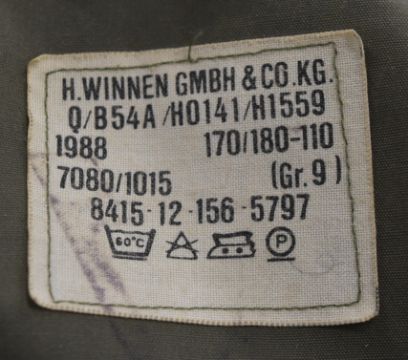 H.WINNEN GMBH & CO.KG.
Q/B54A/H0141/H1559
1988 170/180-110
7080/1015 (Gr.9)
8415-12-156-5797
60°C A P